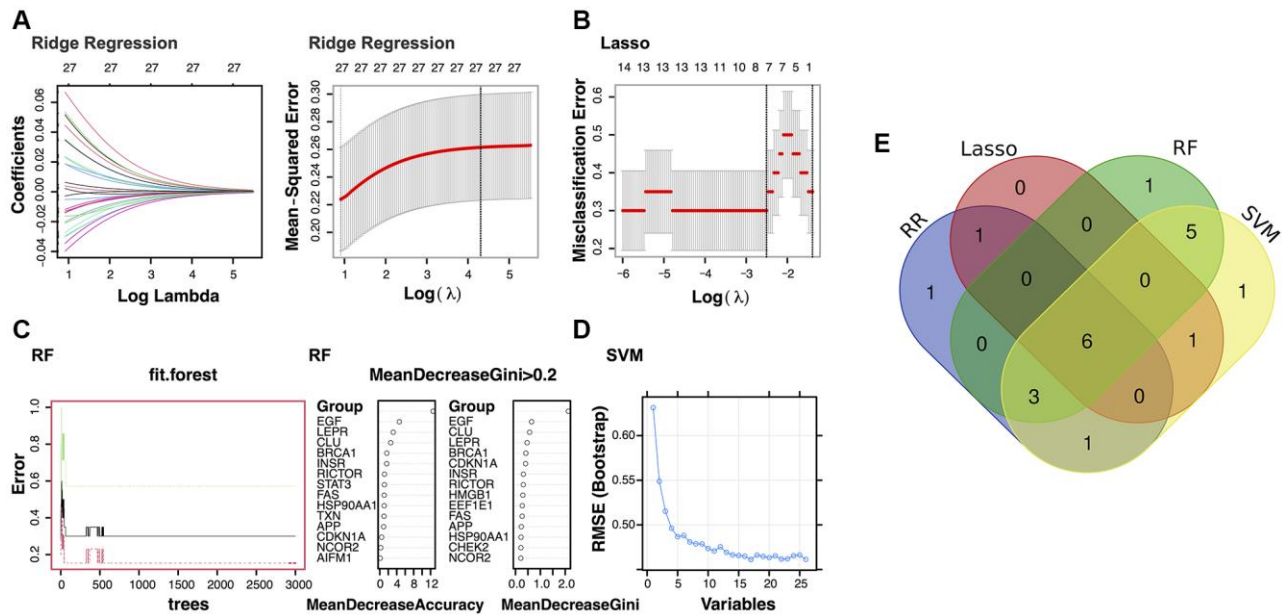 A
Ridge Regression
27 27 27 27 27
Coefficients
0.06
0.04
0.02
0.00
-0.02
-0.04
1 2 3 4 5
Log Lambda
Ridge Regression
27 27 27 27 27 27 27 27 27 27
Mean-Squared Error
0.30
0.28
0.26
0.24
0.22
0.20
1 2 3 4 5
Log(λ)
B
Lasso
14 13 13 13 13 11 10 8 7 7 5 1
Misclassification Error
0.6
0.5
0.4
0.3
0.2
-6 -5 -4 -3 -2
Log(λ)
C
RF
fit.forest
Error
1.0
0.8
0.6
0.4
0.2
0 500 1000 2000 3000
trees
RF
MeanDecreaseGini>0.2
Group
EGF
LEPR
CLU
BRCA1
INSR
RICTOR
STAT3
FAS
HSP90AA1
TXN
APP
CDKN1A
NCOR2
AIFM1
0 4 8 12
MeanDecreaseAccuracy
Group
EGF
CLU
LEPR
BRCA1
CDKN1A
INSR
RICTOR
HMGB1
EEF1E1
FAS
APP
HSP90AA1
CHEK2
NCOR2
0.0 1.0 2.0
MeanDecreaseGini
D
SVM
RMSE (Bootstrap)
0.60
0.55
0.50
0 5 10 15 20 25
Variables
E
Lasso
RF
RR
SVM
0
1
1
0
5
1
0
0
1
0
6
1
3
0
1